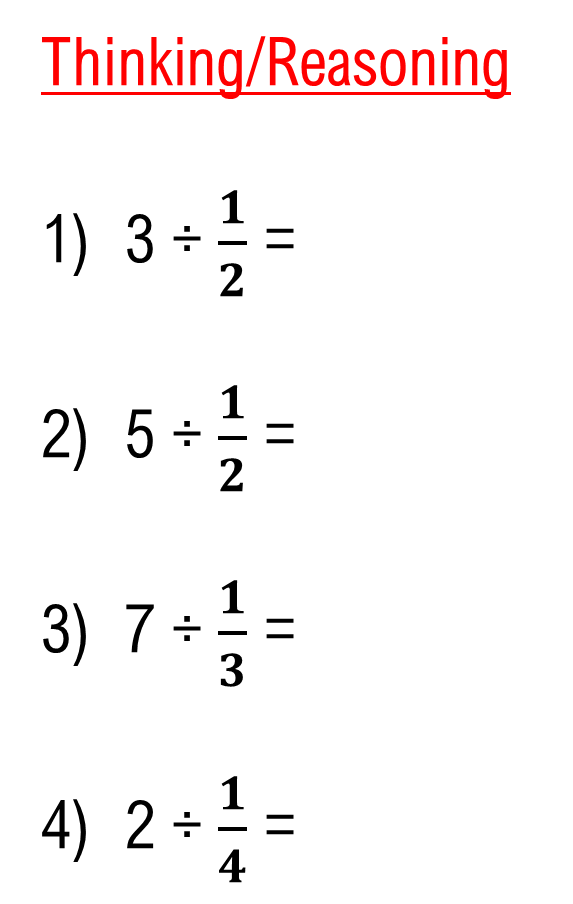 Thinking/Reasoning
1) 3 ÷ 1/2 =
2) 5 ÷ 1/2 =
3) 7 ÷ 1/3 =
4) 2 ÷ 1/4 =